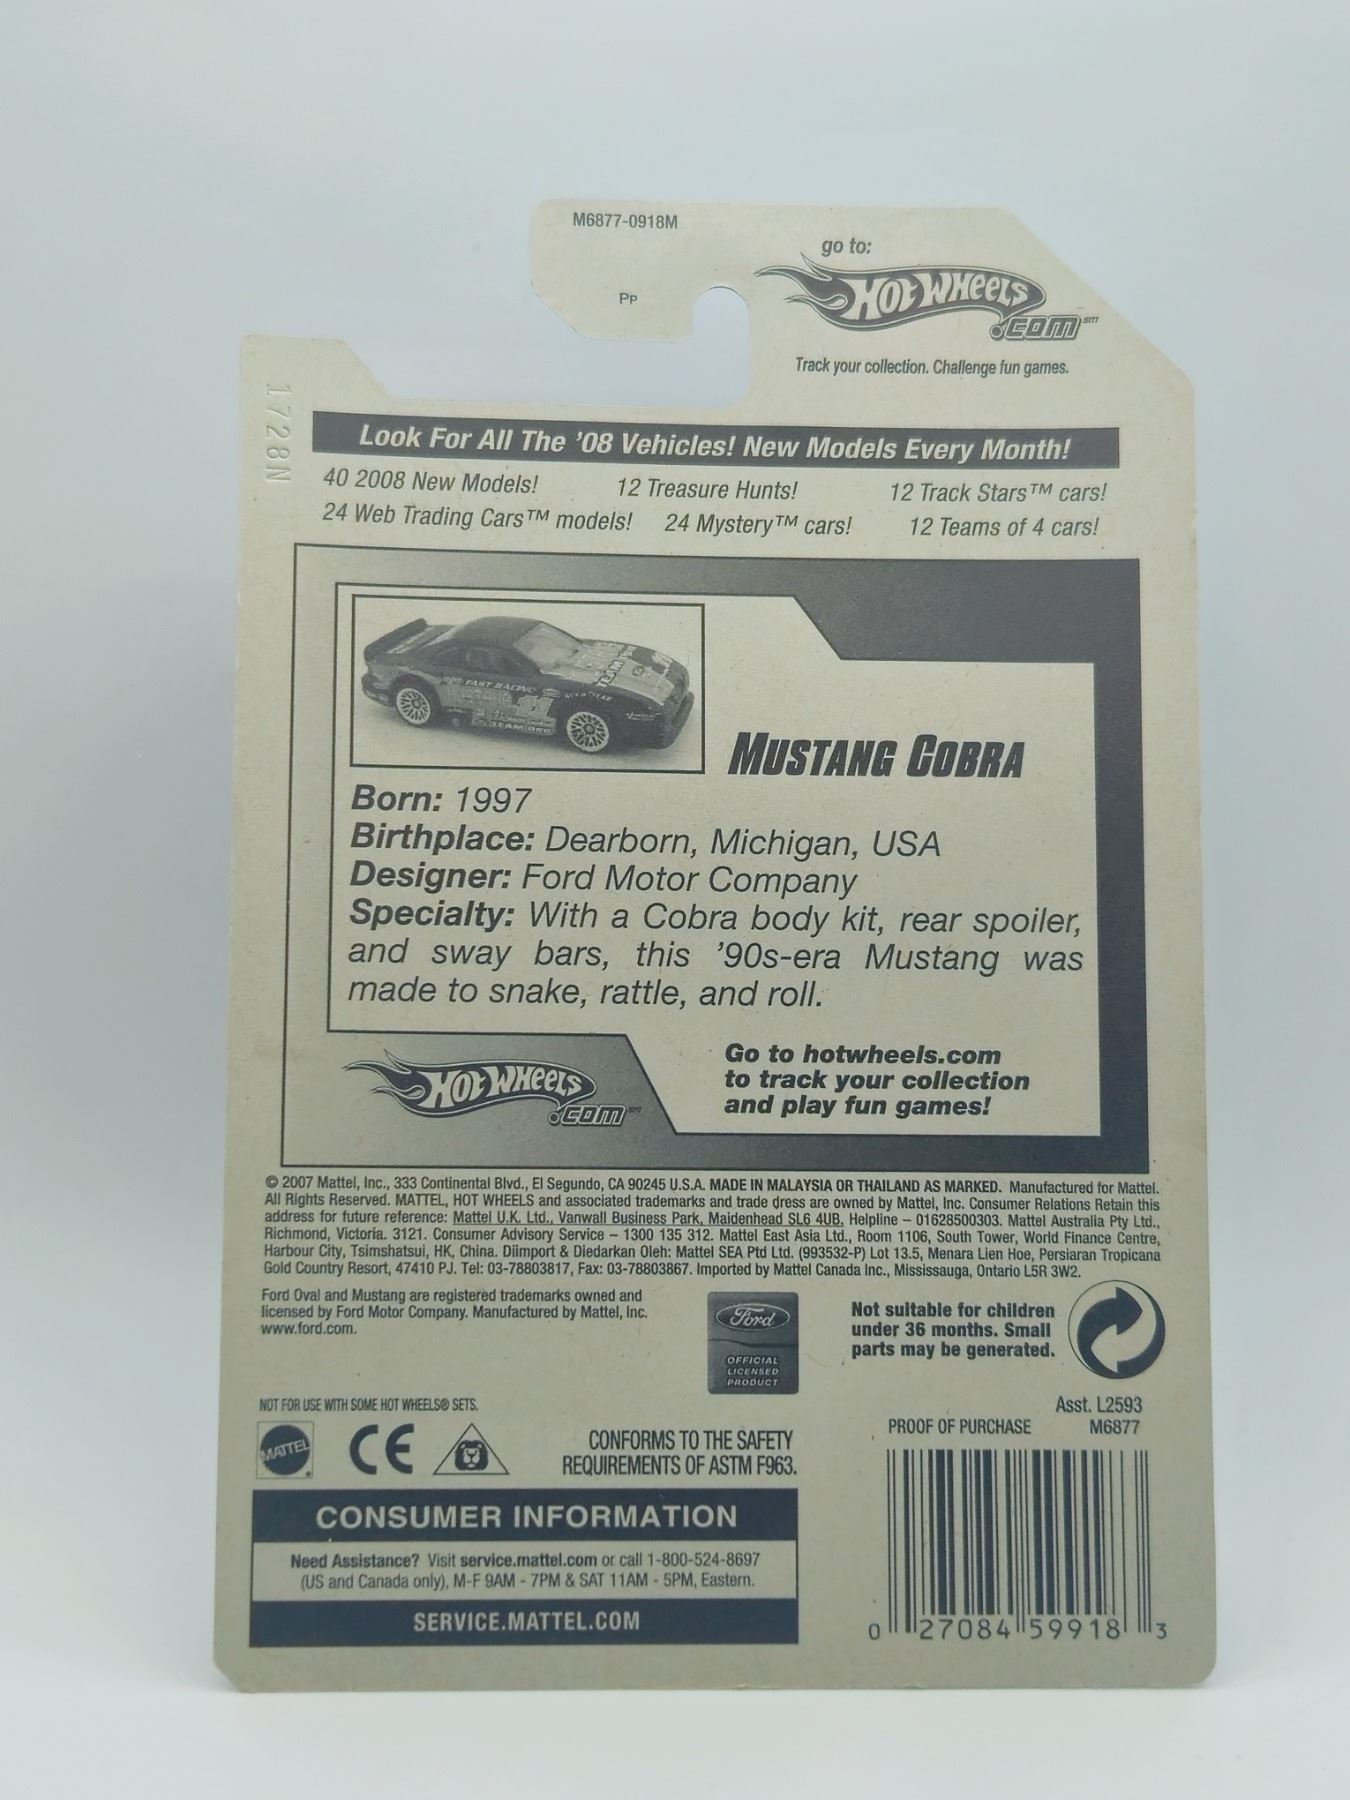 M6877-0918M
go to:
HOT WHEELS
.com℠
Pp
Track your collection. Challenge fun games.
1728N
Look For All The '08 Vehicles! New Models Every Month!
40 2008 New Models! 12 Treasure Hunts! 12 Track Stars™ cars!
24 Web Trading Cars™ models! 24 Mystery™ cars! 12 Teams of 4 cars!
FAST RACING
MUSTANG COBRA
Born: 1997
Birthplace: Dearborn, Michigan, USA
Designer: Ford Motor Company
Specialty: With a Cobra body kit, rear spoiler,
and sway bars, this '90s-era Mustang was
made to snake, rattle, and roll.
HOT WHEELS
.com℠
Go to hotwheels.com
to track your collection
and play fun games!
© 2007 Mattel, Inc., 333 Continental Blvd., El Segundo, CA 90245 U.S.A. MADE IN MALAYSIA OR THAILAND AS MARKED. Manufactured for Mattel.
All Rights Reserved. MATTEL, HOT WHEELS and associated trademarks and trade dress are owned by Mattel, Inc. Consumer Relations Retain this
address for future reference: Mattel U.K. Ltd., Vanwall Business Park, Maidenhead SL6 4UB. Helpline – 01628500303. Mattel Australia Pty Ltd.,
Richmond, Victoria. 3121. Consumer Advisory Service – 1300 135 312. Mattel East Asia Ltd., Room 1106, South Tower, World Finance Centre,
Harbour City, Tsimshatsui, HK, China. Diimport & Diedarkan Oleh: Mattel SEA Ptd Ltd. (993532-P) Lot 13.5, Menara Lien Hoe, Persiaran Tropicana
Gold Country Resort, 47410 PJ. Tel: 03-78803817, Fax: 03-78803867. Imported by Mattel Canada Inc., Mississauga, Ontario L5R 3W2.
Ford Oval and Mustang are registered trademarks owned and
licensed by Ford Motor Company. Manufactured by Mattel, Inc.
www.ford.com.
Ford
OFFICIAL
LICENSED
PRODUCT
Not suitable for children
under 36 months. Small
parts may be generated.
NOT FOR USE WITH SOME HOT WHEELS® SETS.
Asst. L2593
PROOF OF PURCHASE M6877
MATTEL
CE
CONFORMS TO THE SAFETY
REQUIREMENTS OF ASTM F963.
CONSUMER INFORMATION
Need Assistance? Visit service.mattel.com or call 1-800-524-8697
(US and Canada only), M-F 9AM - 7PM & SAT 11AM - 5PM, Eastern.
SERVICE.MATTEL.COM
0 27084 59918 3